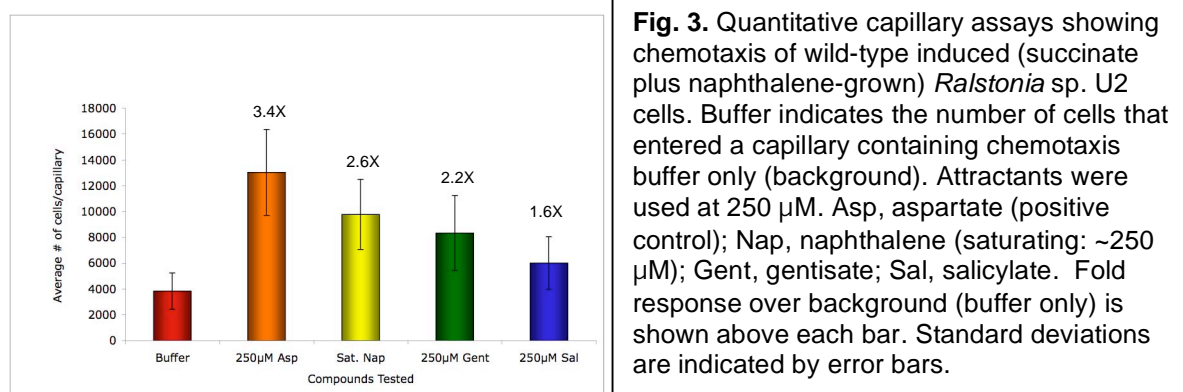 18000
16000
14000
12000
10000
8000
6000
4000
2000
0
Average # of cells/capillary
3.4X
2.6X
2.2X
1.6X
Buffer
250µM Asp
Sat. Nap
250µM Gent
250µM Sal
Compounds Tested
Fig. 3. Quantitative capillary assays showing
chemotaxis of wild-type induced (succinate
plus naphthalene-grown) Ralstonia sp. U2
cells. Buffer indicates the number of cells that
entered a capillary containing chemotaxis
buffer only (background). Attractants were
used at 250 µM. Asp, aspartate (positive
control); Nap, naphthalene (saturating: ~250
µM); Gent, gentisate; Sal, salicylate. Fold
response over background (buffer only) is
shown above each bar. Standard deviations
are indicated by error bars.